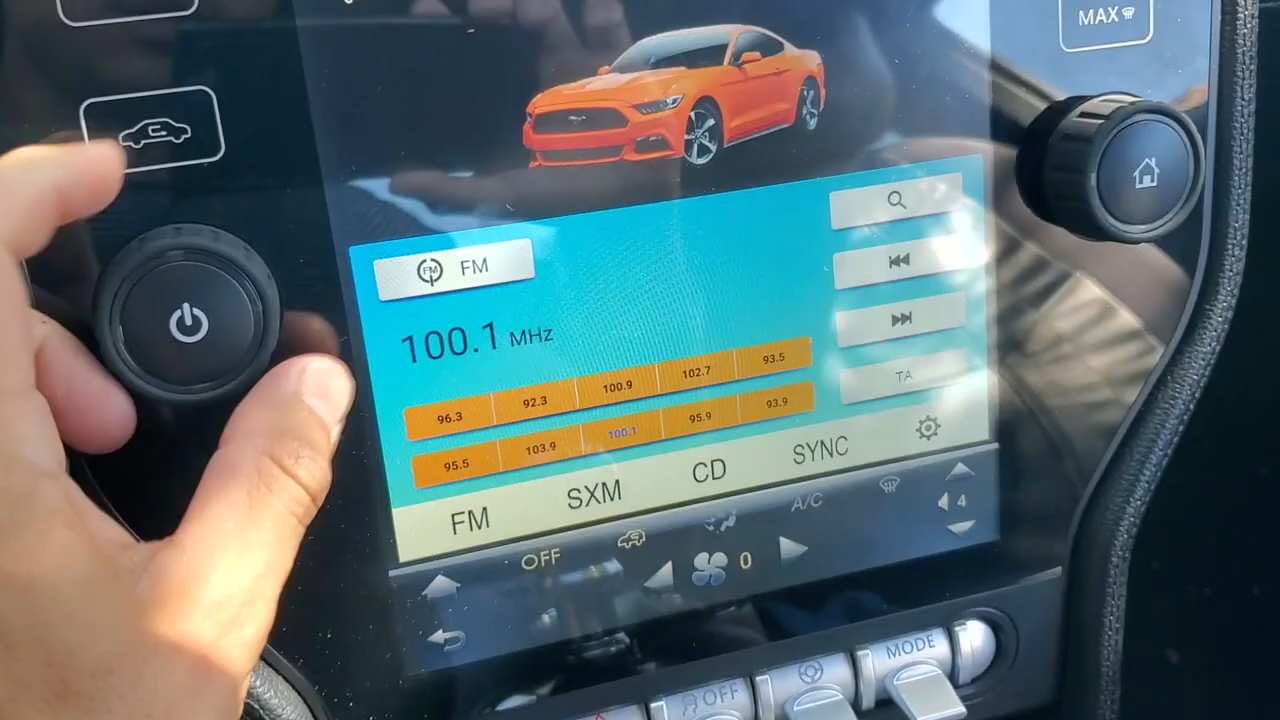 MAX
FM FM
100.1 MHz
96.3 92.3 100.9 102.7 93.5
95.5 103.9 100.1 95.9 93.9
TA
FM SXM CD SYNC
OFF A/C
0 4
OFF MODE